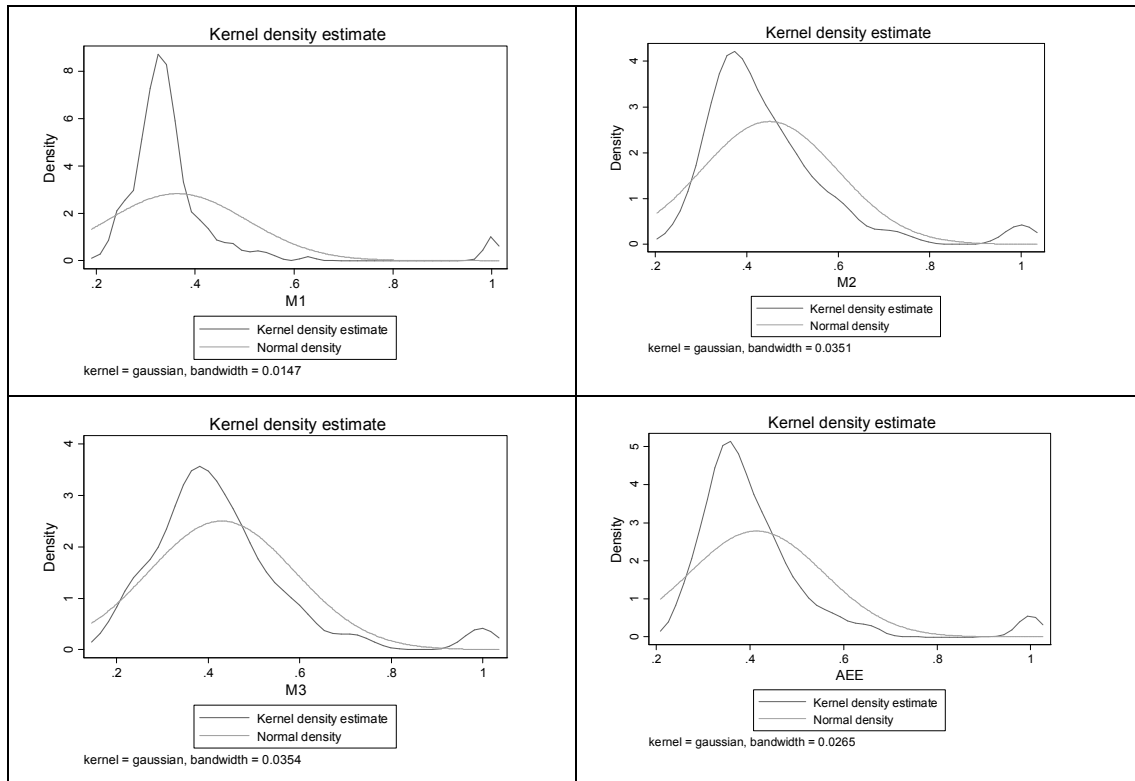 Kernel density estimate
Density
8
6
4
2
0
.2 .4 .6 .8 1
M1
Kernel density estimate
Normal density
kernel = gaussian, bandwidth = 0.0147
Kernel density estimate
Density
4
3
2
1
0
.2 .4 .6 .8 1
M2
Kernel density estimate
Normal density
kernel = gaussian, bandwidth = 0.0351
Kernel density estimate
Density
4
3
2
1
0
.2 .4 .6 .8 1
M3
Kernel density estimate
Normal density
kernel = gaussian, bandwidth = 0.0354
Kernel density estimate
Density
5
4
3
2
1
0
.2 .4 .6 .8 1
AEE
Kernel density estimate
Normal density
kernel = gaussian, bandwidth = 0.0265